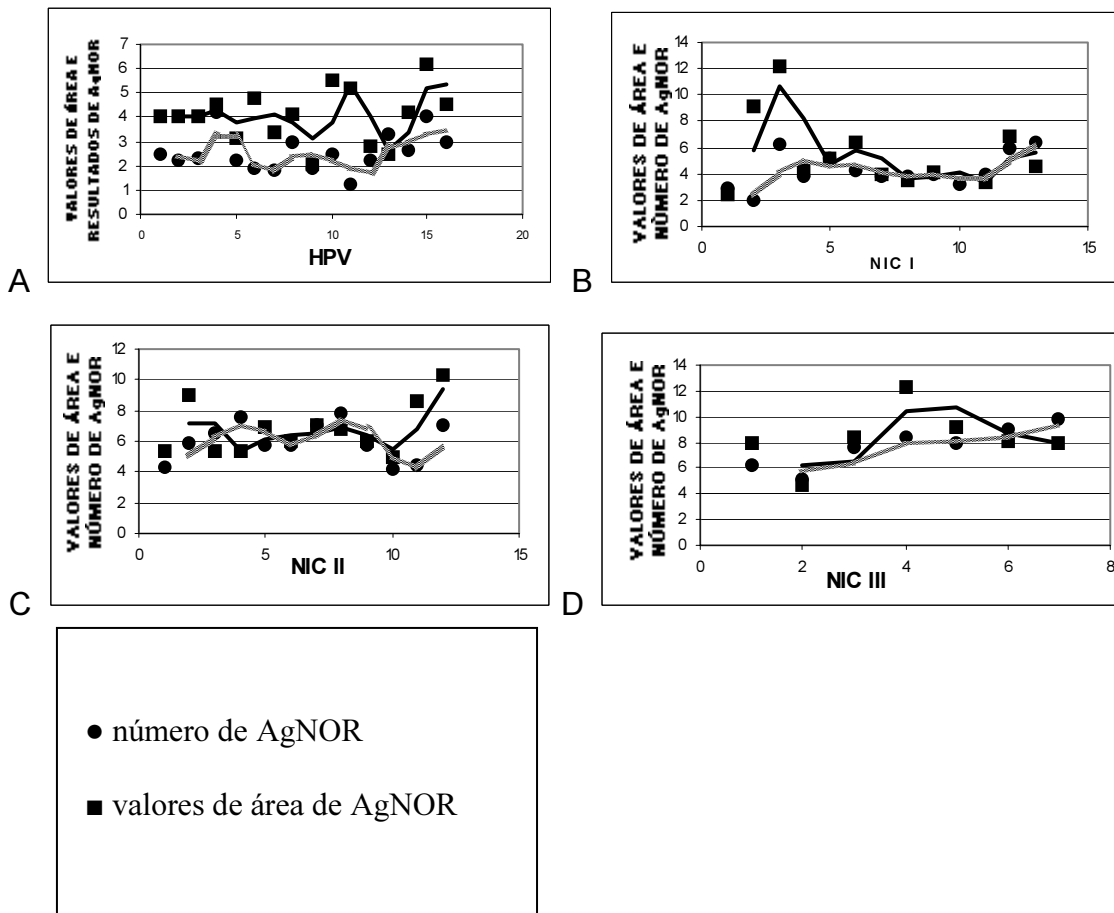 VALORES DE ÁREA E
RESULTADOS DE AgNOR
7
6
5
4
3
2
1
0
0 5 10 15 20
HPV
A
VALORES DE ÁREA E
NÚMERO DE AgNOR
14
12
10
8
6
4
2
0
0 5 10 15
NIC I
B
VALORES DE ÁREA E
NÚMERO DE AgNOR
12
10
8
6
4
2
0
0 5 10 15
NIC II
C
VALORES DE ÁREA E
NÚMERO DE AgNOR
14
12
10
8
6
4
2
0
0 2 4 6 8
NIC III
D
● número de AgNOR
■ valores de área de AgNOR